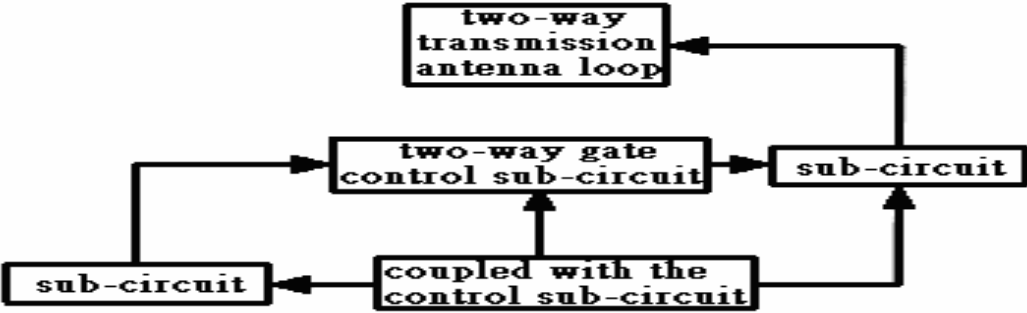 two-way
transmission
antenna loop
two-way gate
control sub-circuit
sub-circuit
sub-circuit
coupled with the
control sub-circuit